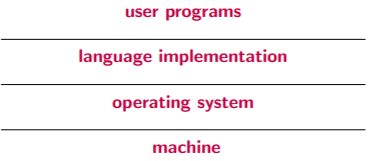 user programs
language implementation
operating system
machine